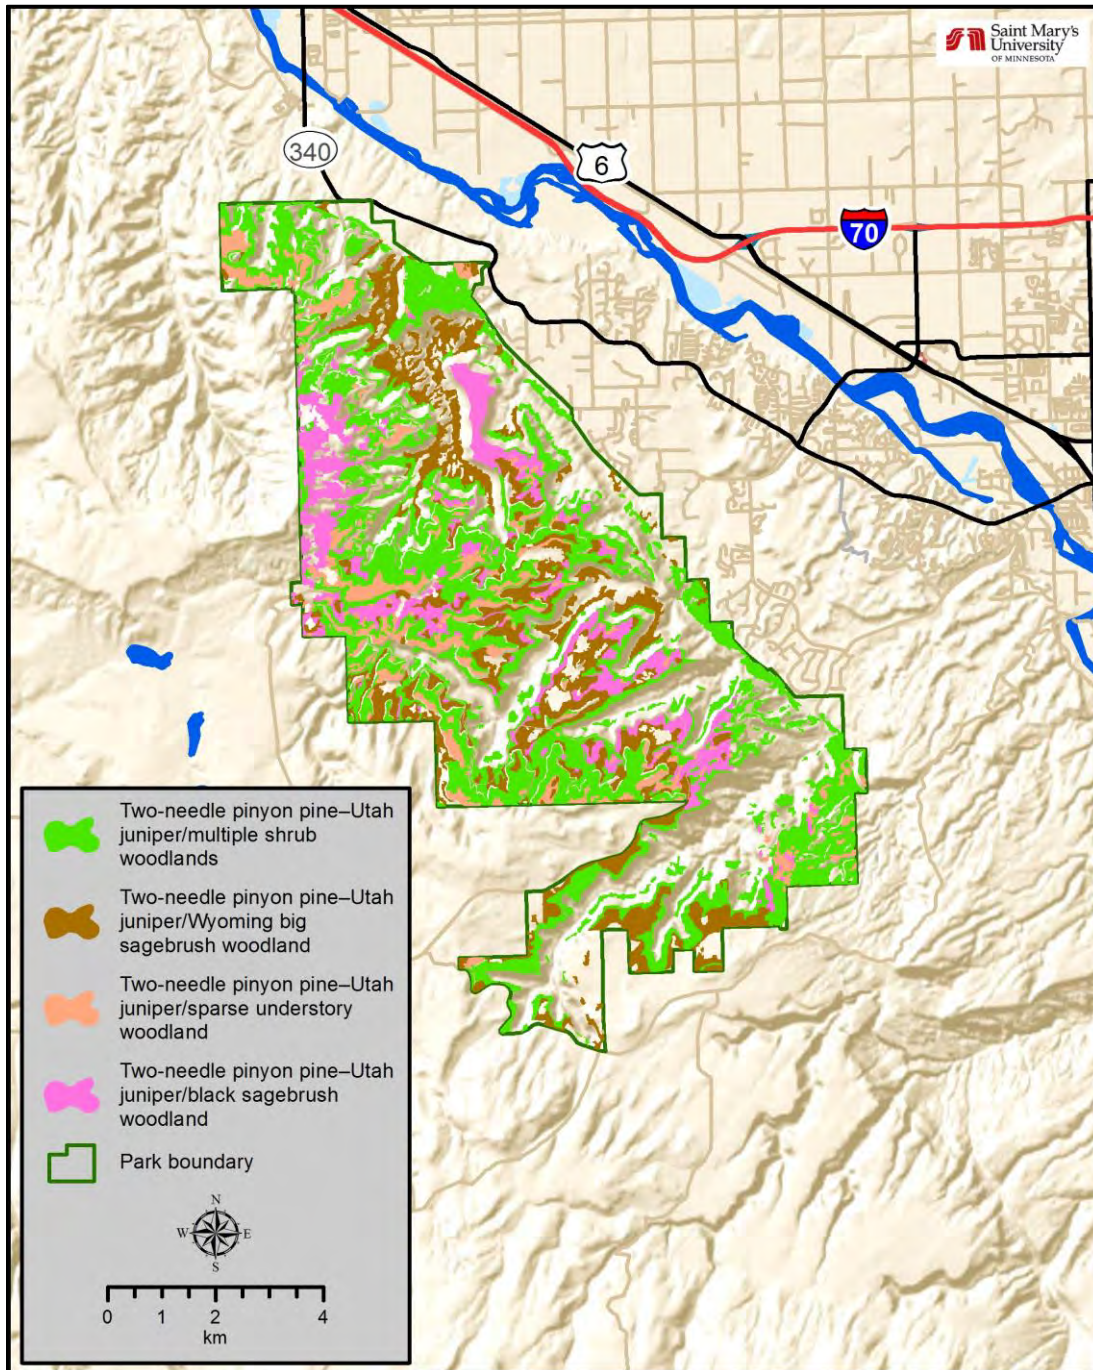 Saint Mary's
University
OF MINNESOTA
340
6
70
Two-needle pinyon pine–Utah
juniper/multiple shrub
woodlands
Two-needle pinyon pine–Utah
juniper/Wyoming big
sagebrush woodland
Two-needle pinyon pine–Utah
juniper/sparse understory
woodland
Two-needle pinyon pine–Utah
juniper/black sagebrush
woodland
Park boundary
N
W E
S
0 1 2 4
km